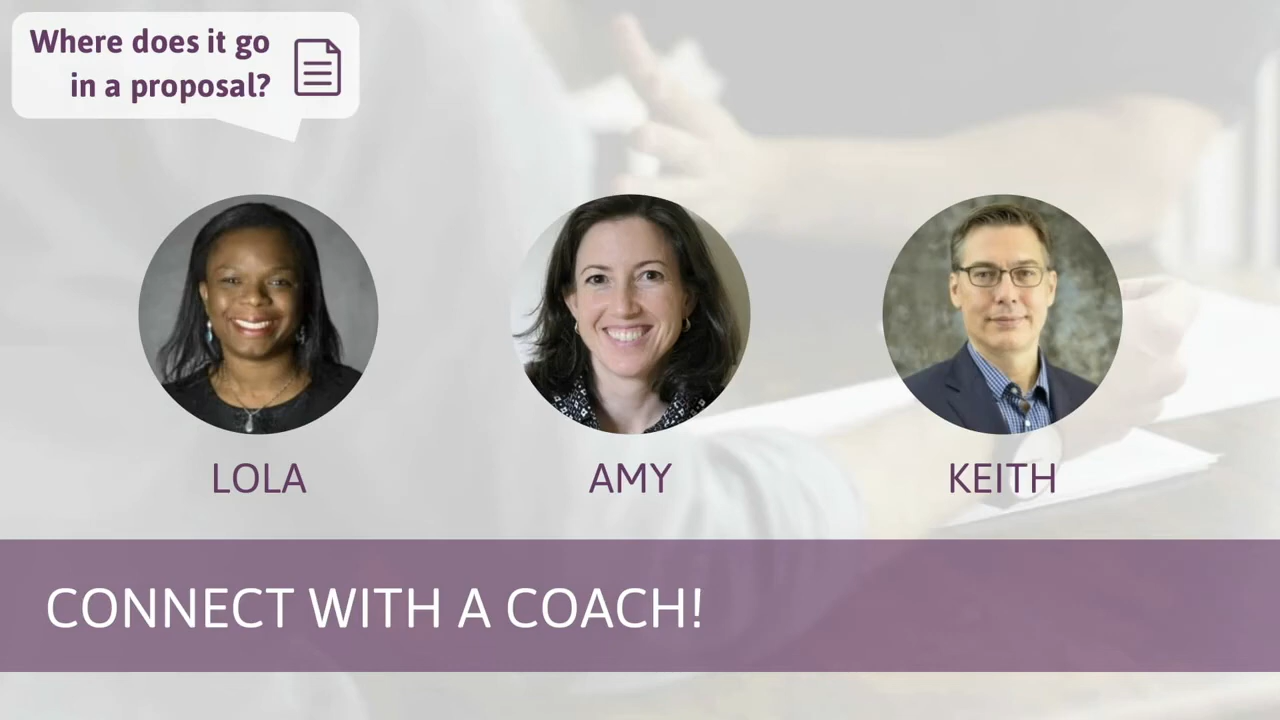 Where does it go
in a proposal?
LOLA
AMY
KEITH
CONNECT WITH A COACH!